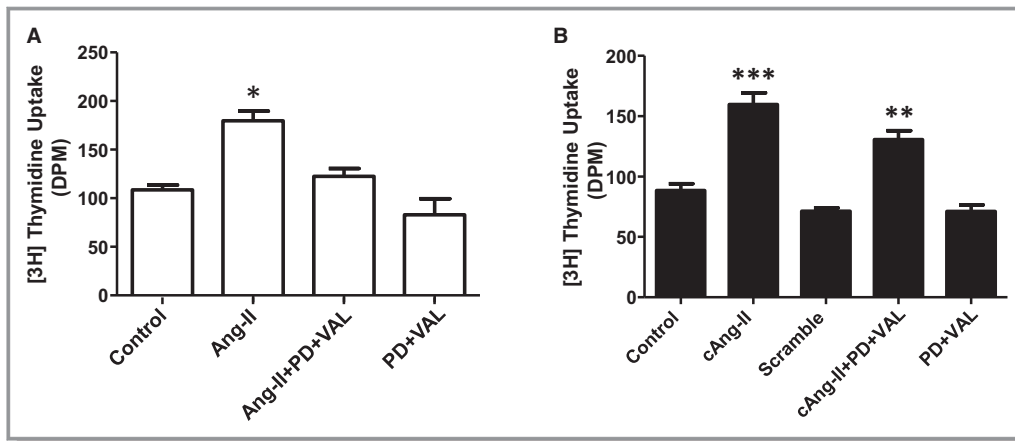 A
[3H] Thymidine Uptake
(DPM)
250
200
150
100
50
0
*
Control
Ang-II
Ang-II+PD+VAL
PD+VAL
B
[3H] Thymidine Uptake
(DPM)
200
150
100
50
0
***
**
Control
cAng-II
Scramble
cAng-II+PD+VAL
PD+VAL